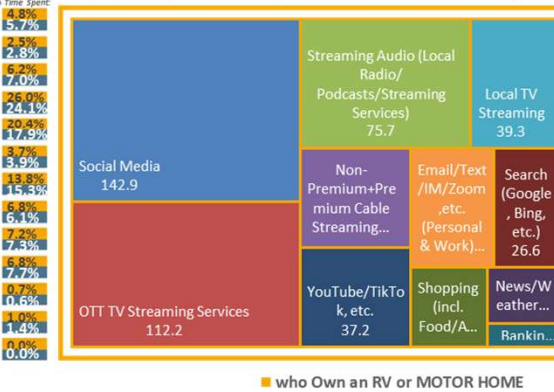 Time Spent:
4.8%
5.7%
2.5%
2.8%
6.2%
7.0%
26.0%
24.1%
20.4%
17.9%
3.7%
3.9%
13.8%
15.3%
6.8%
6.1%
7.2%
7.3%
6.8%
7.7%
0.7%
0.6%
1.0%
1.4%
0.0%
0.0%
Social Media
142.9
OTT TV Streaming Services
112.2
Streaming Audio (Local
Radio/
Podcasts/Streaming
Services)
75.7
Local TV
Streaming
39.3
Non-
Premium+Pre
mium Cable
Streaming...
Email/Text
/IM/Zoom
,etc.
(Personal
& Work)...
Search
(Google
, Bing,
etc.)
26.6
YouTube/TikTo
k, etc.
37.2
Shopping
(incl.
Food/A...
News/W
eather...
Bankin...
who Own an RV or MOTOR HOME